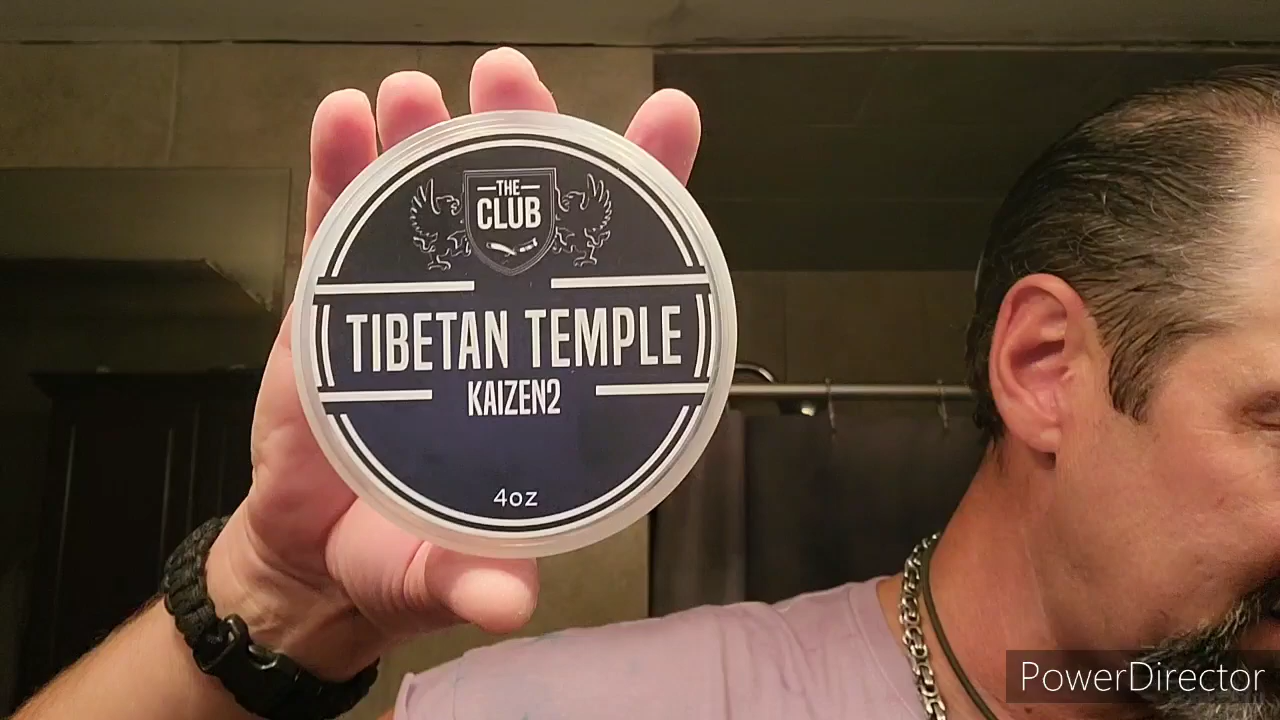 THE
CLUB
TIBETAN TEMPLE
KAIZEN2
4oz
PowerDirector